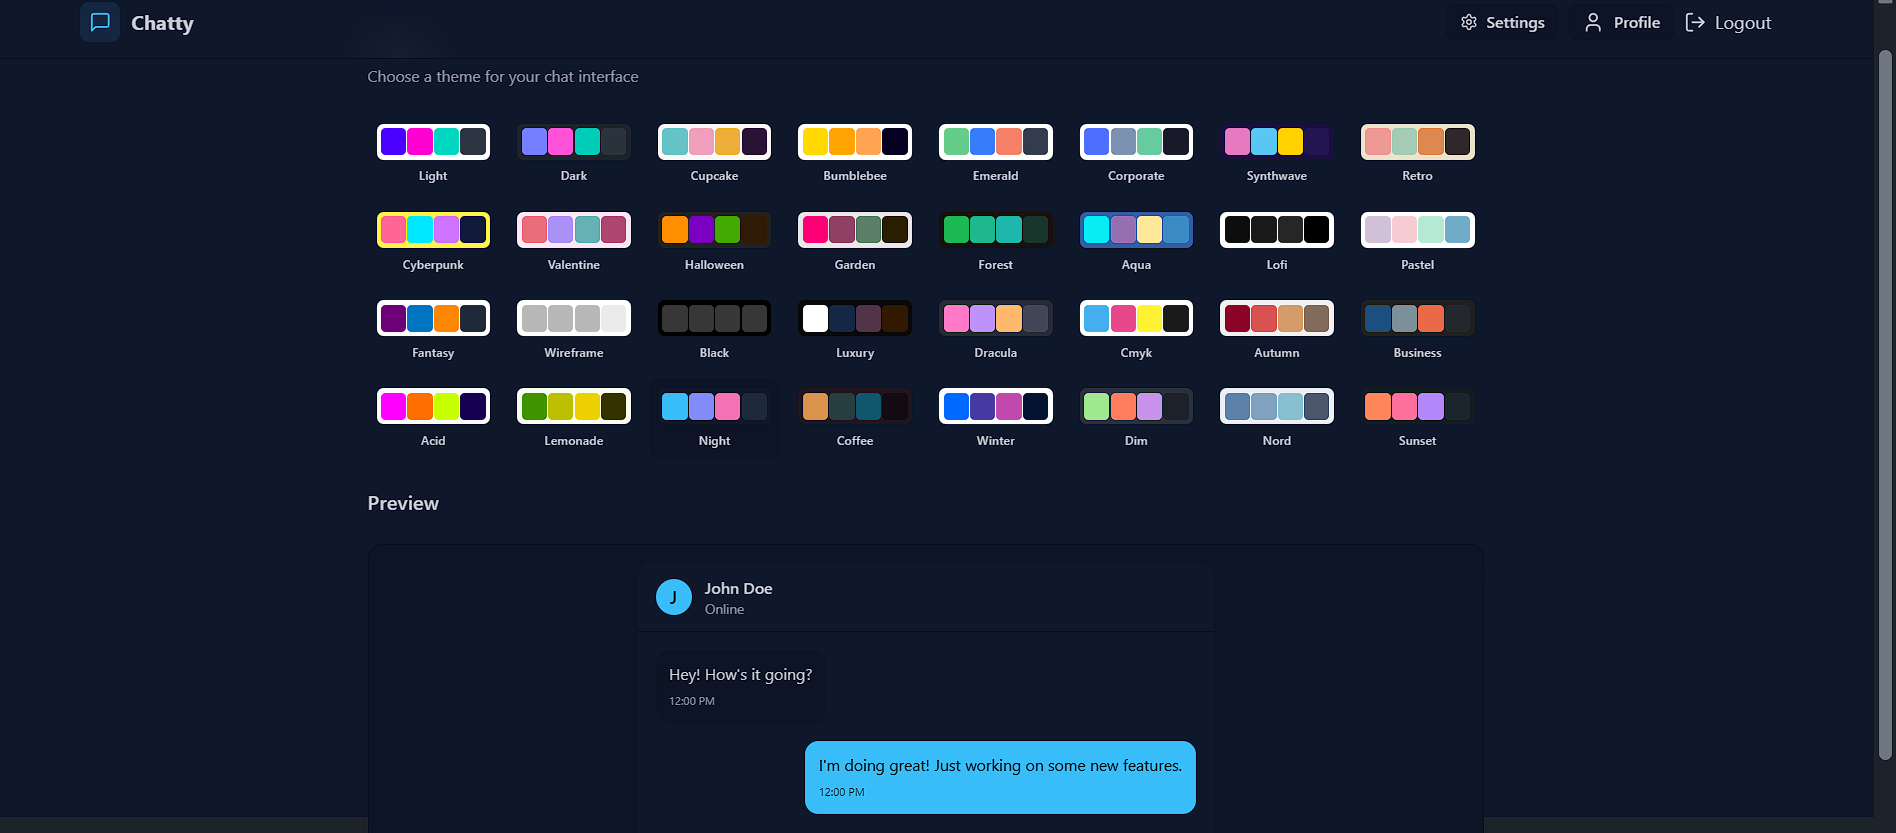 Chatty
Settings Profile Logout
Choose a theme for your chat interface
Light Dark Cupcake Bumblebee Emerald Corporate Synthwave Retro
Cyberpunk Valentine Halloween Garden Forest Aqua Lofi Pastel
Fantasy Wireframe Black Luxury Dracula Cmyk Autumn Business
Acid Lemonade Night Coffee Winter Dim Nord Sunset
Preview
J
John Doe
Online
Hey! How's it going?
12:00 PM
I'm doing great! Just working on some new features.
12:00 PM